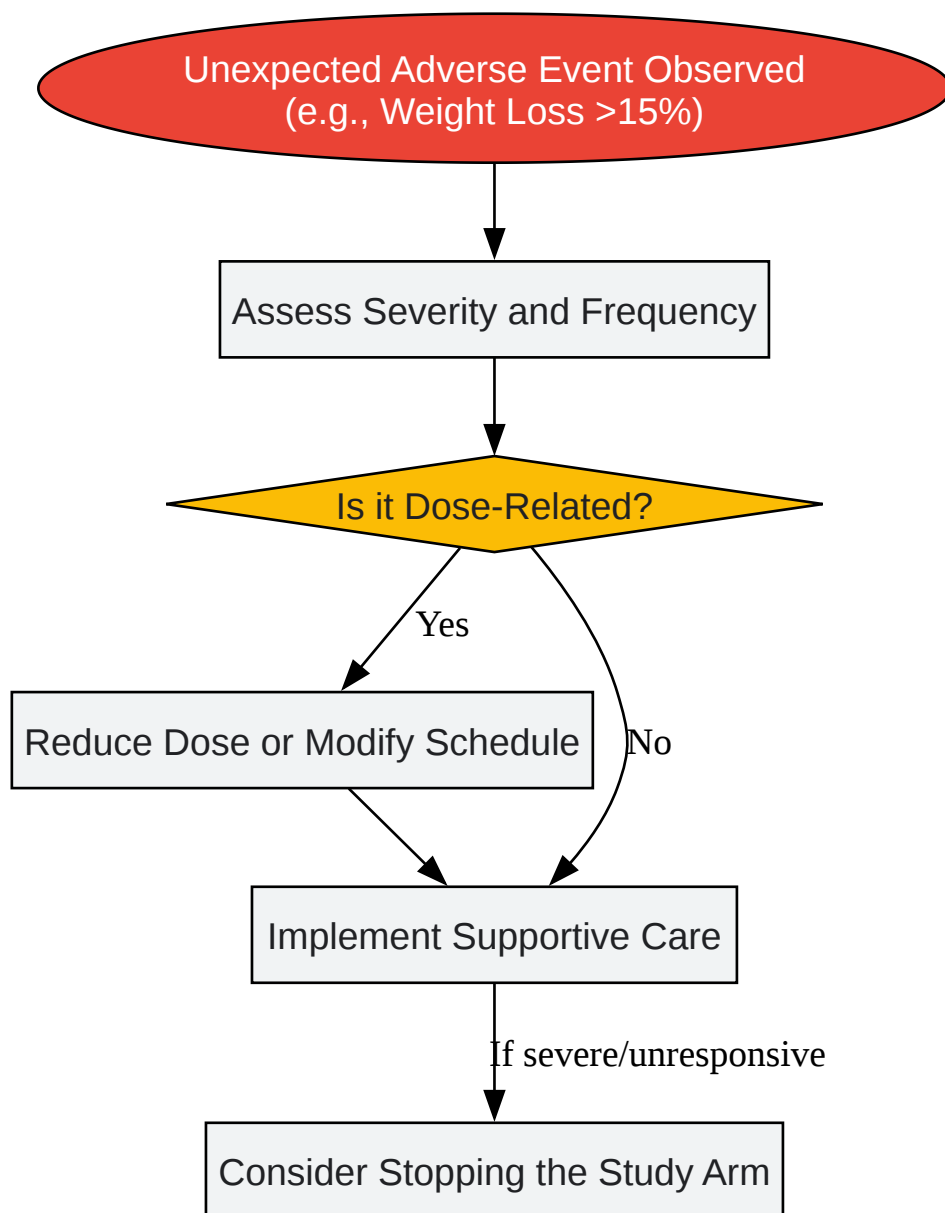 Unexpected Adverse Event Observed
(e.g., Weight Loss >15%)
Assess Severity and Frequency
Is it Dose-Related?
Yes
Reduce Dose or Modify Schedule
No
Implement Supportive Care
If severe/unresponsive
Consider Stopping the Study Arm